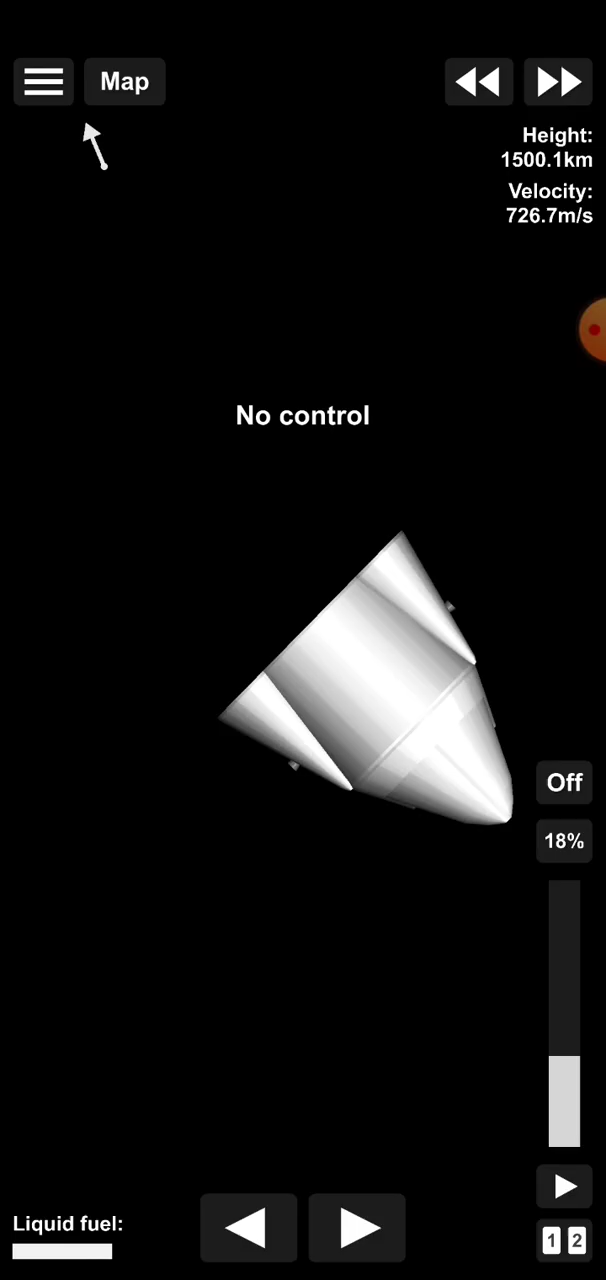 Map
Height:
1500.1km
Velocity:
726.7m/s
No control
Off
18%
Liquid fuel:
1 2